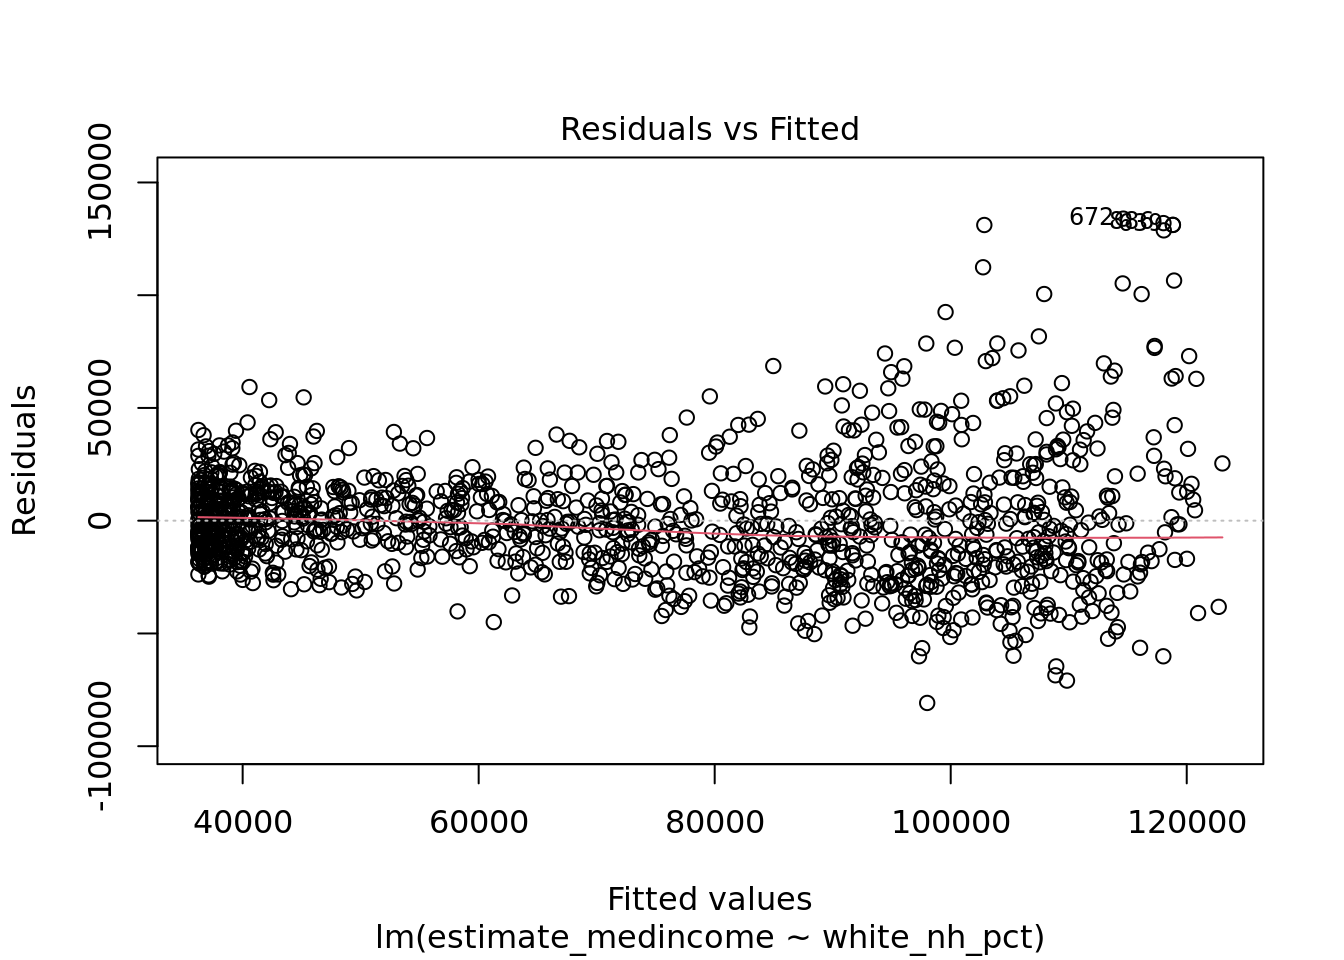 Residuals vs Fitted
Residuals
150000
50000
0
-100000
672
40000 60000 80000 100000 120000
Fitted values
lm(estimate_medincome ~ white_nh_pct)